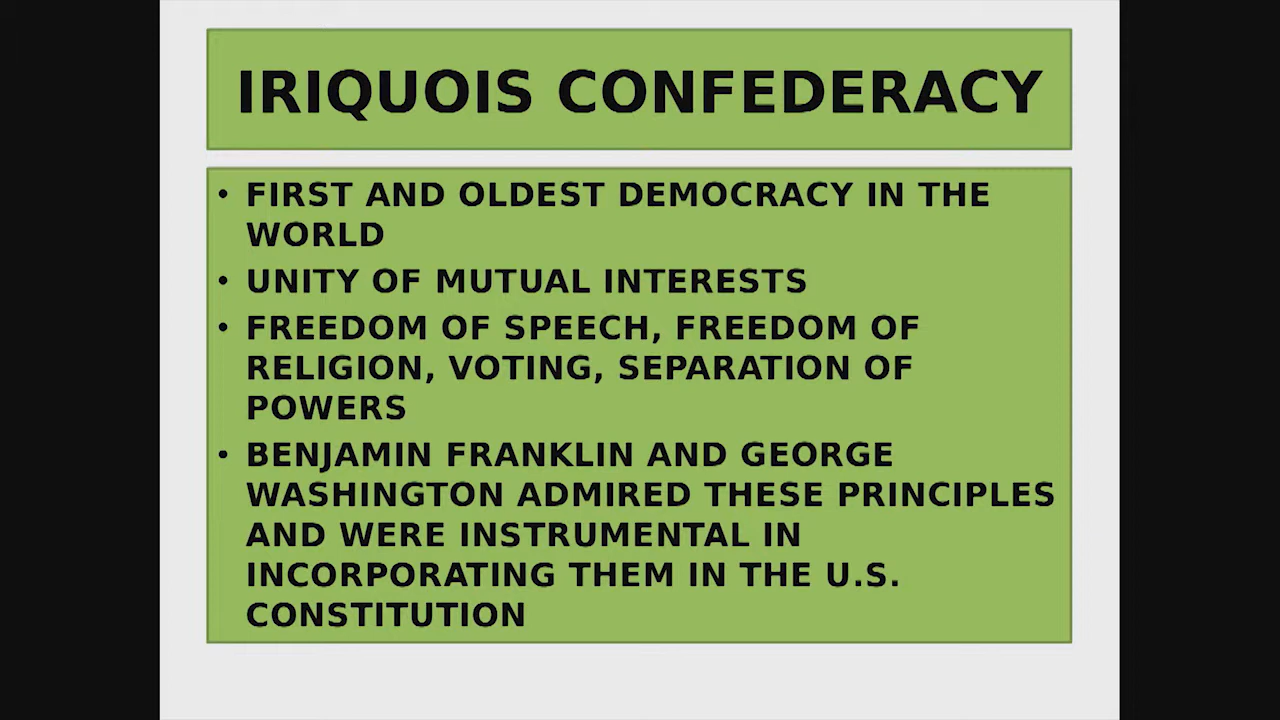 IRIQUOIS CONFEDERACY
• FIRST AND OLDEST DEMOCRACY IN THE
WORLD
• UNITY OF MUTUAL INTERESTS
• FREEDOM OF SPEECH, FREEDOM OF
RELIGION, VOTING, SEPARATION OF
POWERS
• BENJAMIN FRANKLIN AND GEORGE
WASHINGTON ADMIRED THESE PRINCIPLES
AND WERE INSTRUMENTAL IN
INCORPORATING THEM IN THE U.S.
CONSTITUTION